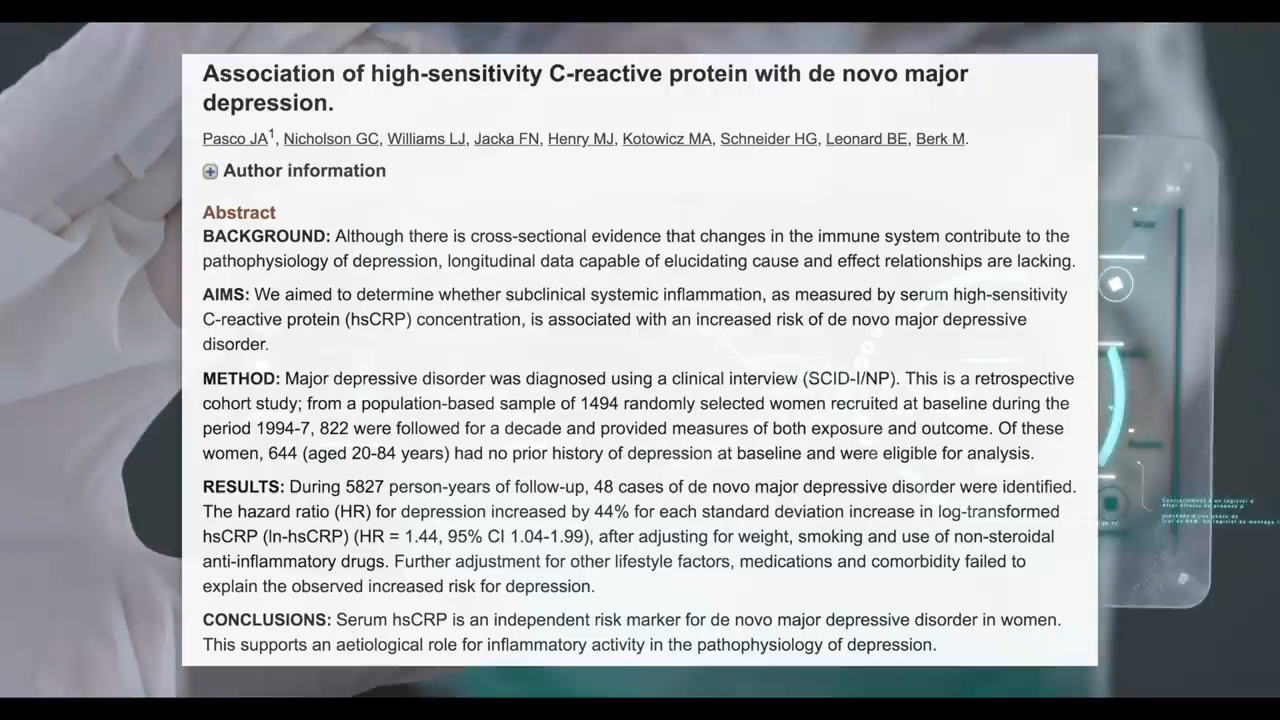 Association of high-sensitivity C-reactive protein with de novo major
depression.
Pasco JA1, Nicholson GC, Williams LJ, Jacka FN, Henry MJ, Kotowicz MA, Schneider HG, Leonard BE, Berk M.
Author information
Abstract
BACKGROUND: Although there is cross-sectional evidence that changes in the immune system contribute to the
pathophysiology of depression, longitudinal data capable of elucidating cause and effect relationships are lacking.
AIMS: We aimed to determine whether subclinical systemic inflammation, as measured by serum high-sensitivity
C-reactive protein (hsCRP) concentration, is associated with an increased risk of de novo major depressive
disorder.
METHOD: Major depressive disorder was diagnosed using a clinical interview (SCID-I/NP). This is a retrospective
cohort study; from a population-based sample of 1494 randomly selected women recruited at baseline during the
period 1994-7, 822 were followed for a decade and provided measures of both exposure and outcome. Of these
women, 644 (aged 20-84 years) had no prior history of depression at baseline and were eligible for analysis.
RESULTS: During 5827 person-years of follow-up, 48 cases of de novo major depressive disorder were identified.
The hazard ratio (HR) for depression increased by 44% for each standard deviation increase in log-transformed
hsCRP (ln-hsCRP) (HR = 1.44, 95% CI 1.04-1.99), after adjusting for weight, smoking and use of non-steroidal
anti-inflammatory drugs. Further adjustment for other lifestyle factors, medications and comorbidity failed to
explain the observed increased risk for depression.
CONCLUSIONS: Serum hsCRP is an independent risk marker for de novo major depressive disorder in women.
This supports an aetiological role for inflammatory activity in the pathophysiology of depression.